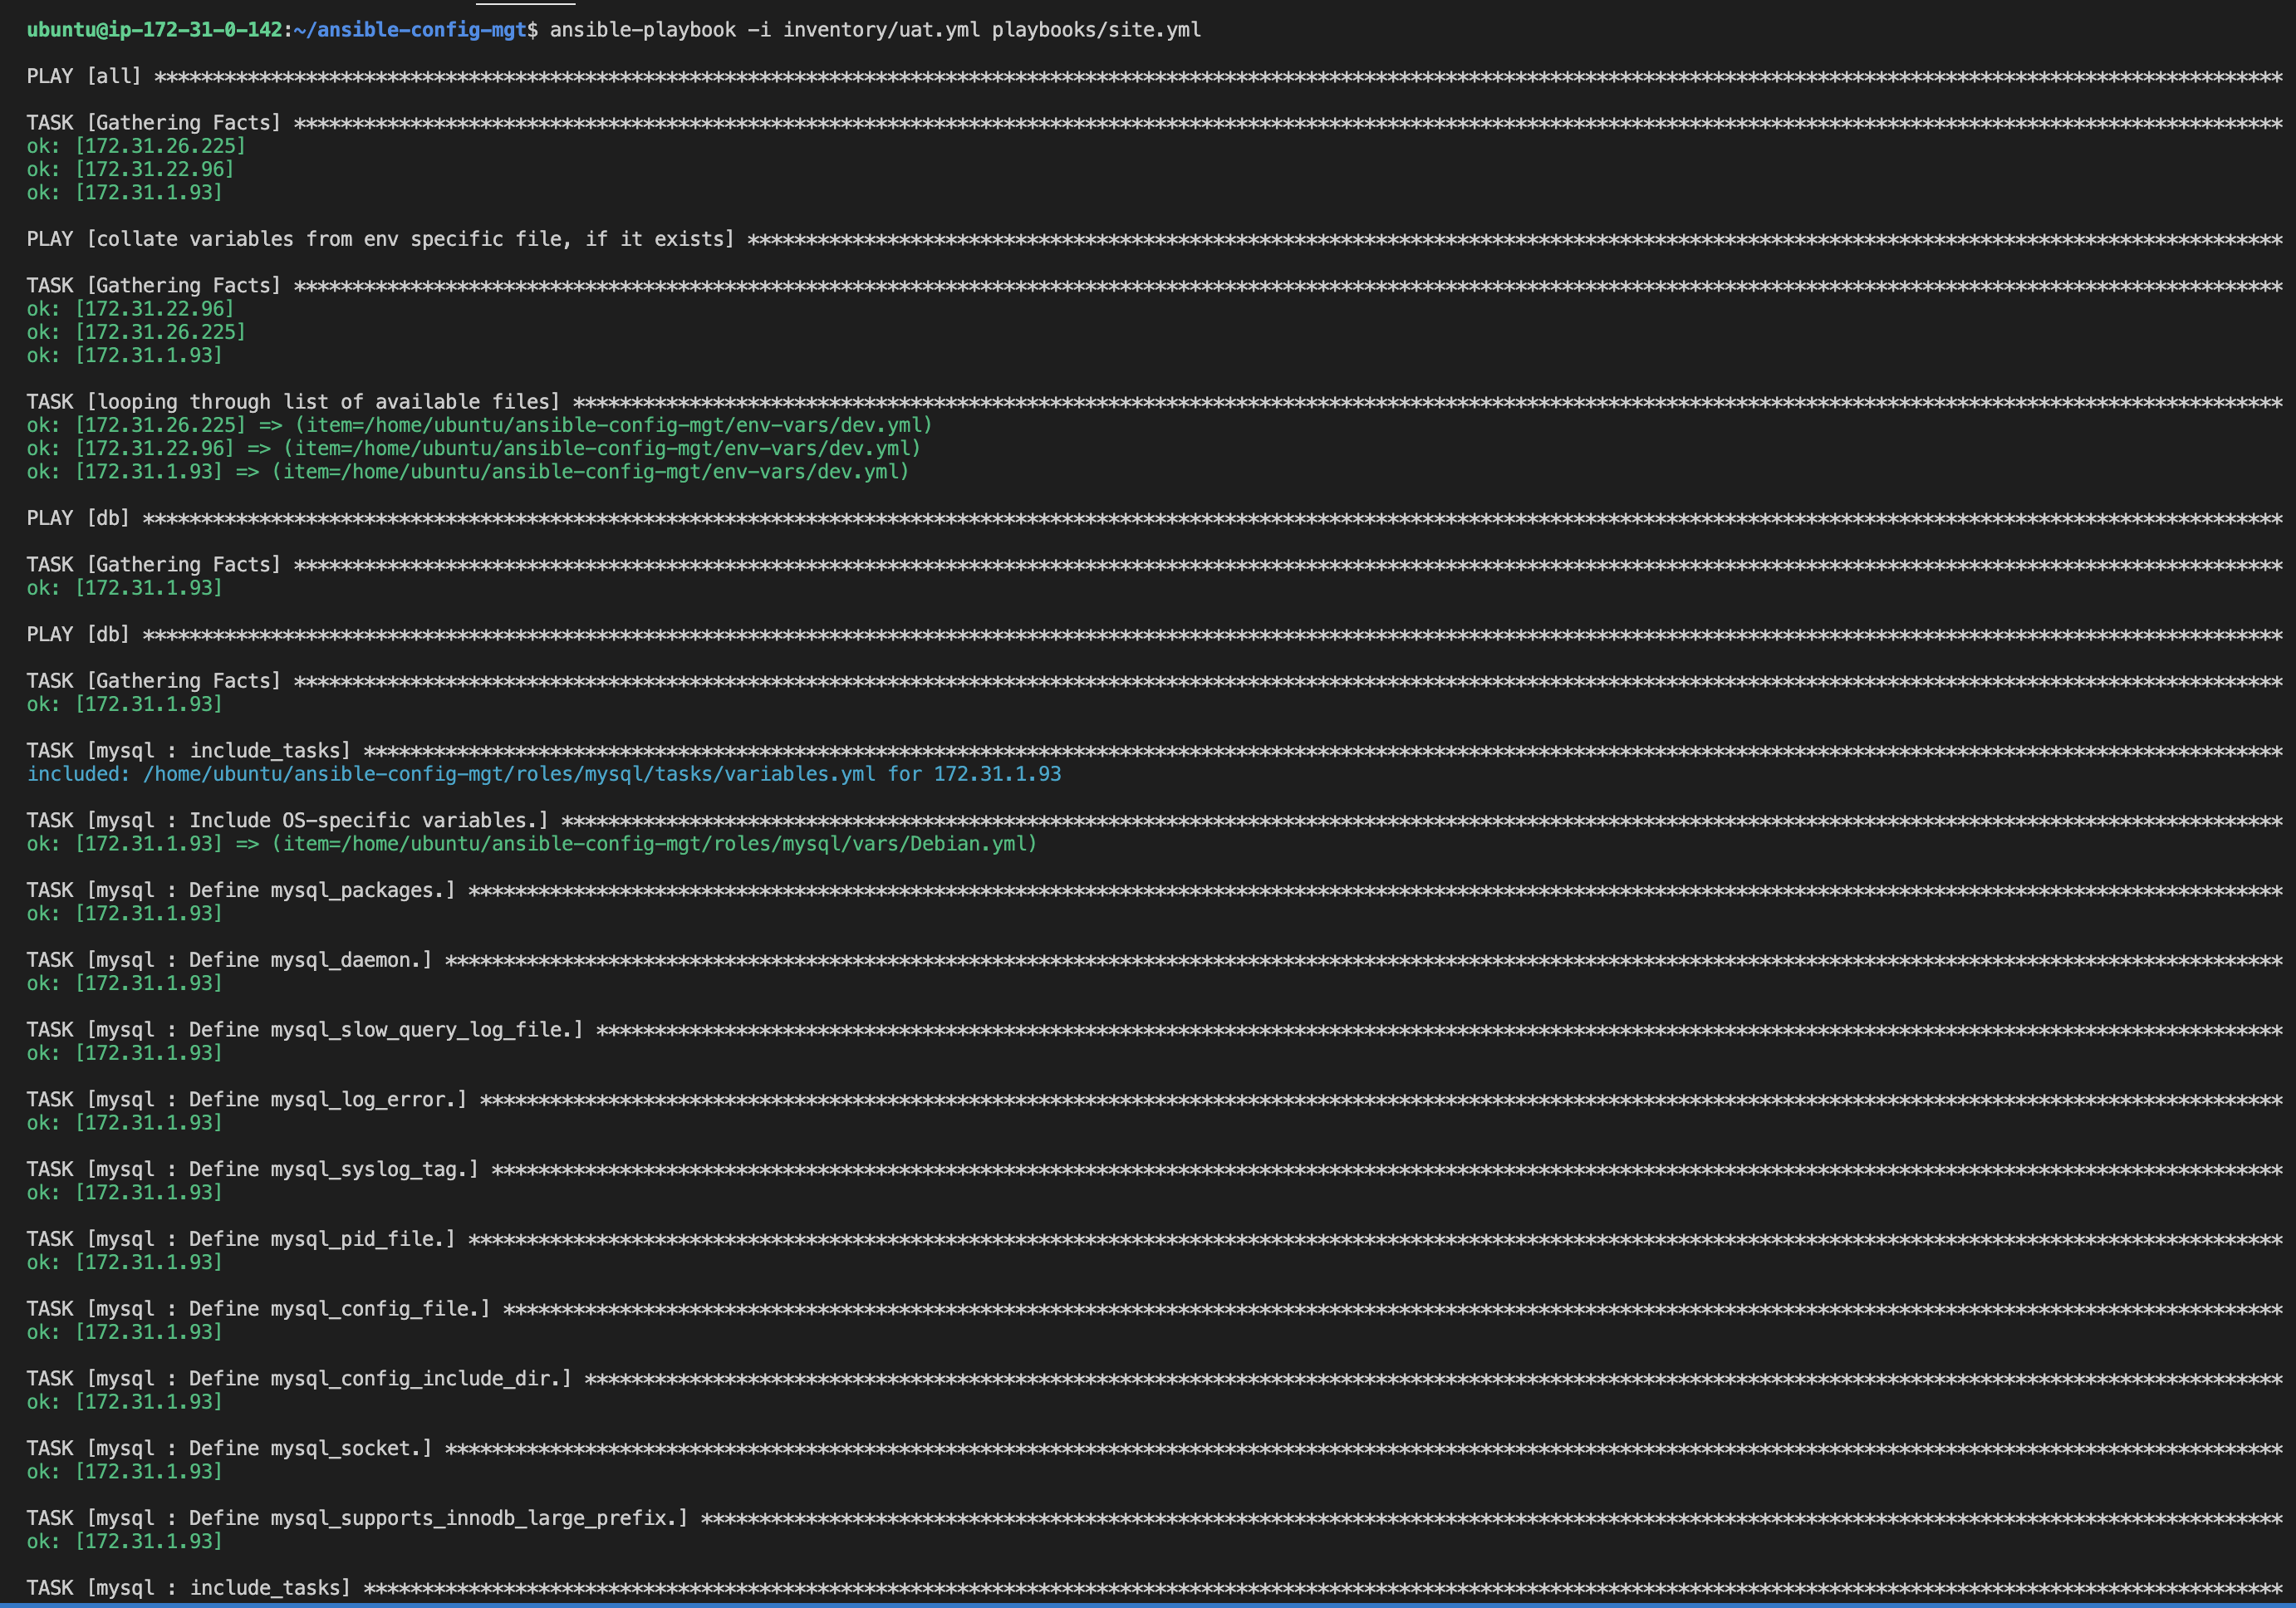 ubuntu@ip-172-31-0-142:~/ansible-config-mgt$ ansible-playbook -i inventory/uat.yml playbooks/site.yml
PLAY [all] ****************************************
TASK [Gathering Facts] ****************************************
ok: [172.31.26.225]
ok: [172.31.22.96]
ok: [172.31.1.93]
PLAY [collate variables from env specific file, if it exists] ****************************************
TASK [Gathering Facts] ****************************************
ok: [172.31.22.96]
ok: [172.31.26.225]
ok: [172.31.1.93]
TASK [looping through list of available files] ****************************************
ok: [172.31.26.225] => (item=/home/ubuntu/ansible-config-mgt/env-vars/dev.yml)
ok: [172.31.22.96] => (item=/home/ubuntu/ansible-config-mgt/env-vars/dev.yml)
ok: [172.31.1.93] => (item=/home/ubuntu/ansible-config-mgt/env-vars/dev.yml)
PLAY [db] ****************************************
TASK [Gathering Facts] ****************************************
ok: [172.31.1.93]
PLAY [db] ****************************************
TASK [Gathering Facts] ****************************************
ok: [172.31.1.93]
TASK [mysql : include_tasks] ****************************************
included: /home/ubuntu/ansible-config-mgt/roles/mysql/tasks/variables.yml for 172.31.1.93
TASK [mysql : Include OS-specific variables.] ****************************************
ok: [172.31.1.93] => (item=/home/ubuntu/ansible-config-mgt/roles/mysql/vars/Debian.yml)
TASK [mysql : Define mysql_packages.] ****************************************
ok: [172.31.1.93]
TASK [mysql : Define mysql_daemon.] ****************************************
ok: [172.31.1.93]
TASK [mysql : Define mysql_slow_query_log_file.] ****************************************
ok: [172.31.1.93]
TASK [mysql : Define mysql_log_error.] ****************************************
ok: [172.31.1.93]
TASK [mysql : Define mysql_syslog_tag.] ****************************************
ok: [172.31.1.93]
TASK [mysql : Define mysql_pid_file.] ****************************************
ok: [172.31.1.93]
TASK [mysql : Define mysql_config_file.] ****************************************
ok: [172.31.1.93]
TASK [mysql : Define mysql_config_include_dir.] ****************************************
ok: [172.31.1.93]
TASK [mysql : Define mysql_socket.] ****************************************
ok: [172.31.1.93]
TASK [mysql : Define mysql_supports_innodb_large_prefix.] ****************************************
ok: [172.31.1.93]
TASK [mysql : include_tasks] ****************************************